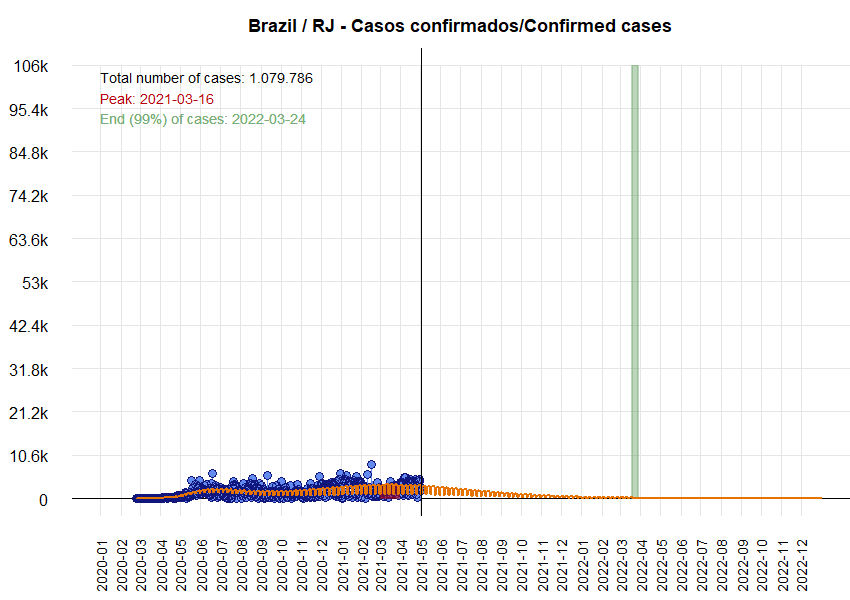 Brazil / RJ - Casos confirmados/Confirmed cases
106k
Total number of cases: 1.079.786
Peak: 2021-03-16
95.4k
End (99%) of cases: 2022-03-24
84.8k
74.2k
63.6k
53k
42.4k
31.8k
21.2k
10.6k
0
2020-01
2020-02
2020-03
2020-04
2020-05
2020-06
2020-07
2020-08
2020-09
2020-10
2020-11
2020-12
2021-01
2021-02
2021-03
2021-04
2021-05
2021-06
2021-07
2021-08
2021-09
2021-10
2021-11
2021-12
2022-01
2022-02
2022-03
2022-04
2022-05
2022-06
2022-07
2022-08
2022-09
2022-10
2022-11
2022-12